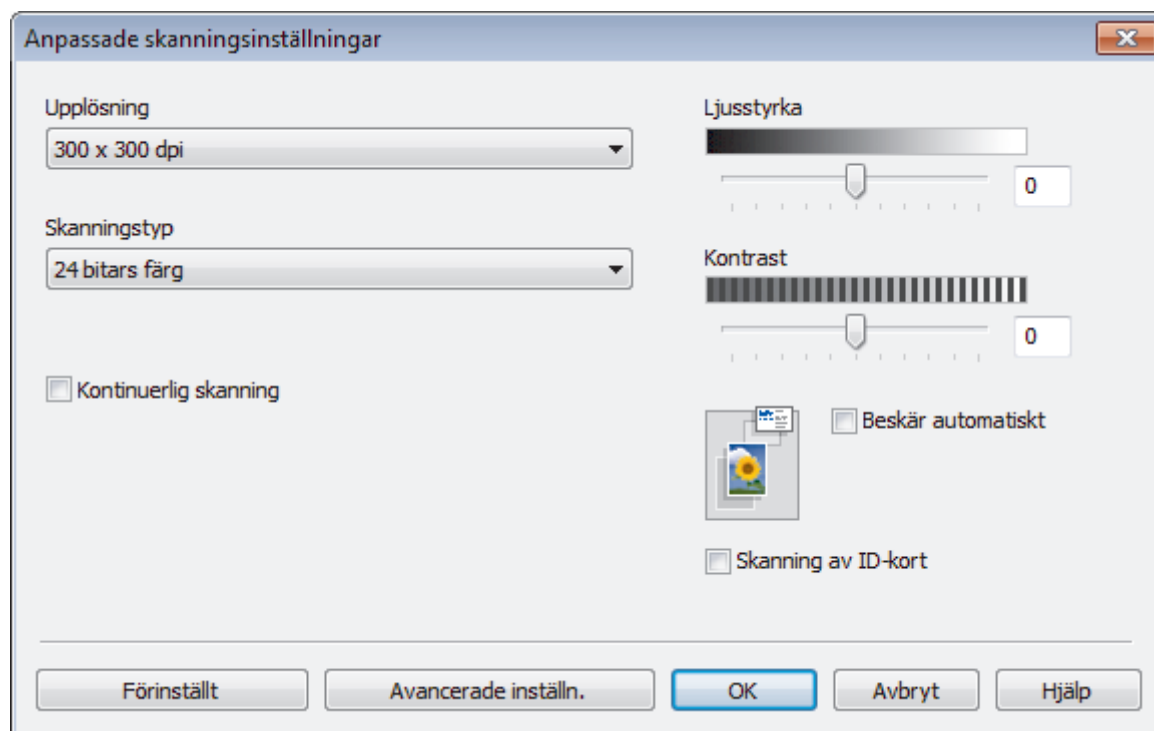 Anpassade skanningsinställningar
Upplösning
300 x 300 dpi
Skanningstyp
24 bitars färg
Kontinuerlig skanning
Ljusstyrka
0
Kontrast
0
Beskär automatiskt
Skanning av ID-kort
Förinställt
Avancerade inställn.
OK
Avbryt
Hjälp